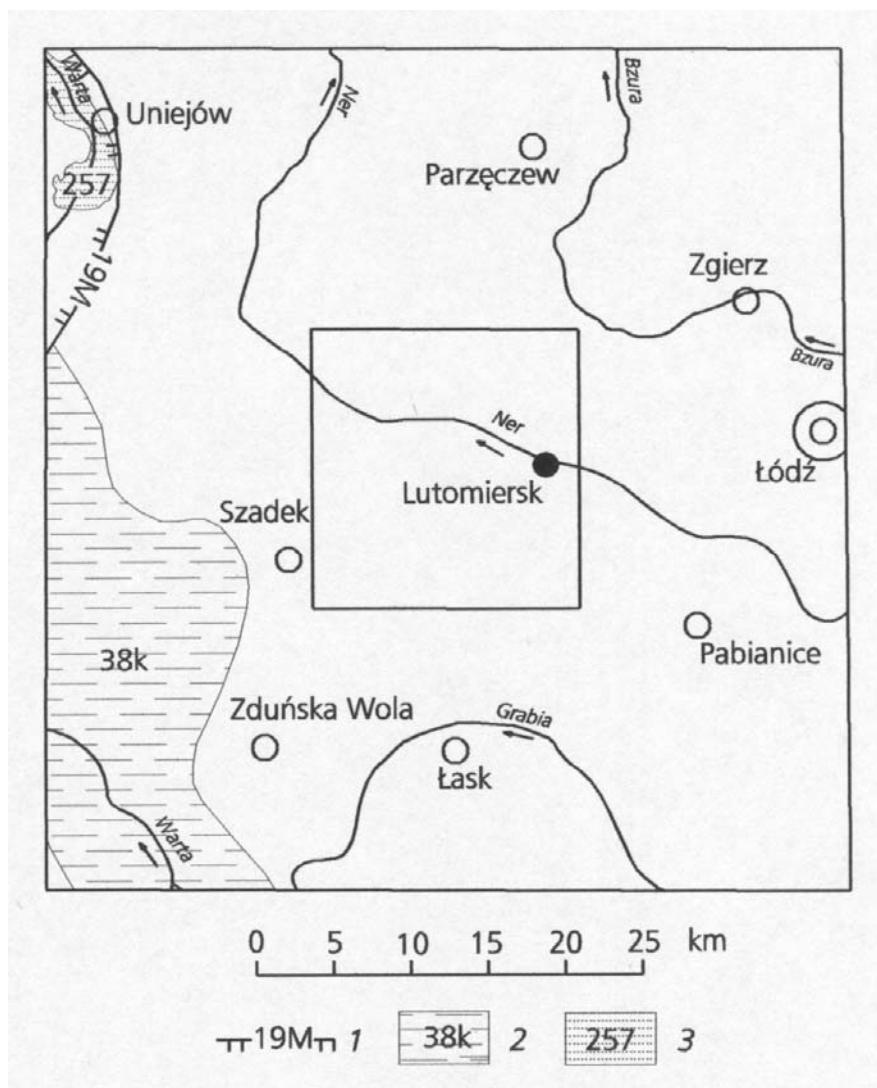 Warta
Uniejów
257
19M
Ner
Bzura
Parzęczew
Zgierz
Bzura
Łódź
Ner
Lutomiersk
Szadek
38k
Pabianice
Zduńska Wola
Grabia
Łask
Warta
0 5 10 15 20 25 km
19M 1 38k 2 257 3